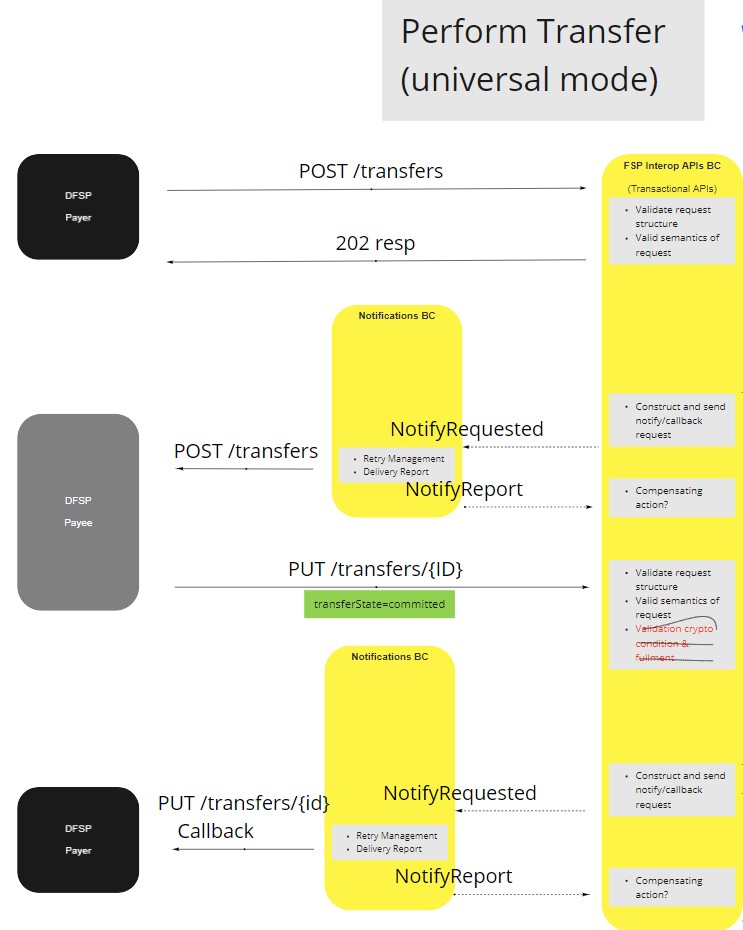 Perform Transfer
(universal mode)
DFSP
Payer
POST /transfers
202 resp
FSP Interop APIs BC
(Transactional APIs)
• Validate request
structure
• Valid semantics of
request
Notifications BC
NotifyRequested
• Construct and send
notify/callback
request
DFSP
Payee
POST /transfers
• Retry Management
• Delivery Report
NotifyReport
• Compensating
action?
PUT /transfers/{ID}
transferState=committed
• Validate request
structure
• Valid semantics of
request
• Validation crypto
condition &
fullment
Notifications BC
NotifyRequested
• Construct and send
notify/callback
request
DFSP
Payer
PUT /transfers/{id}
Callback
• Retry Management
• Delivery Report
NotifyReport
• Compensating
action?